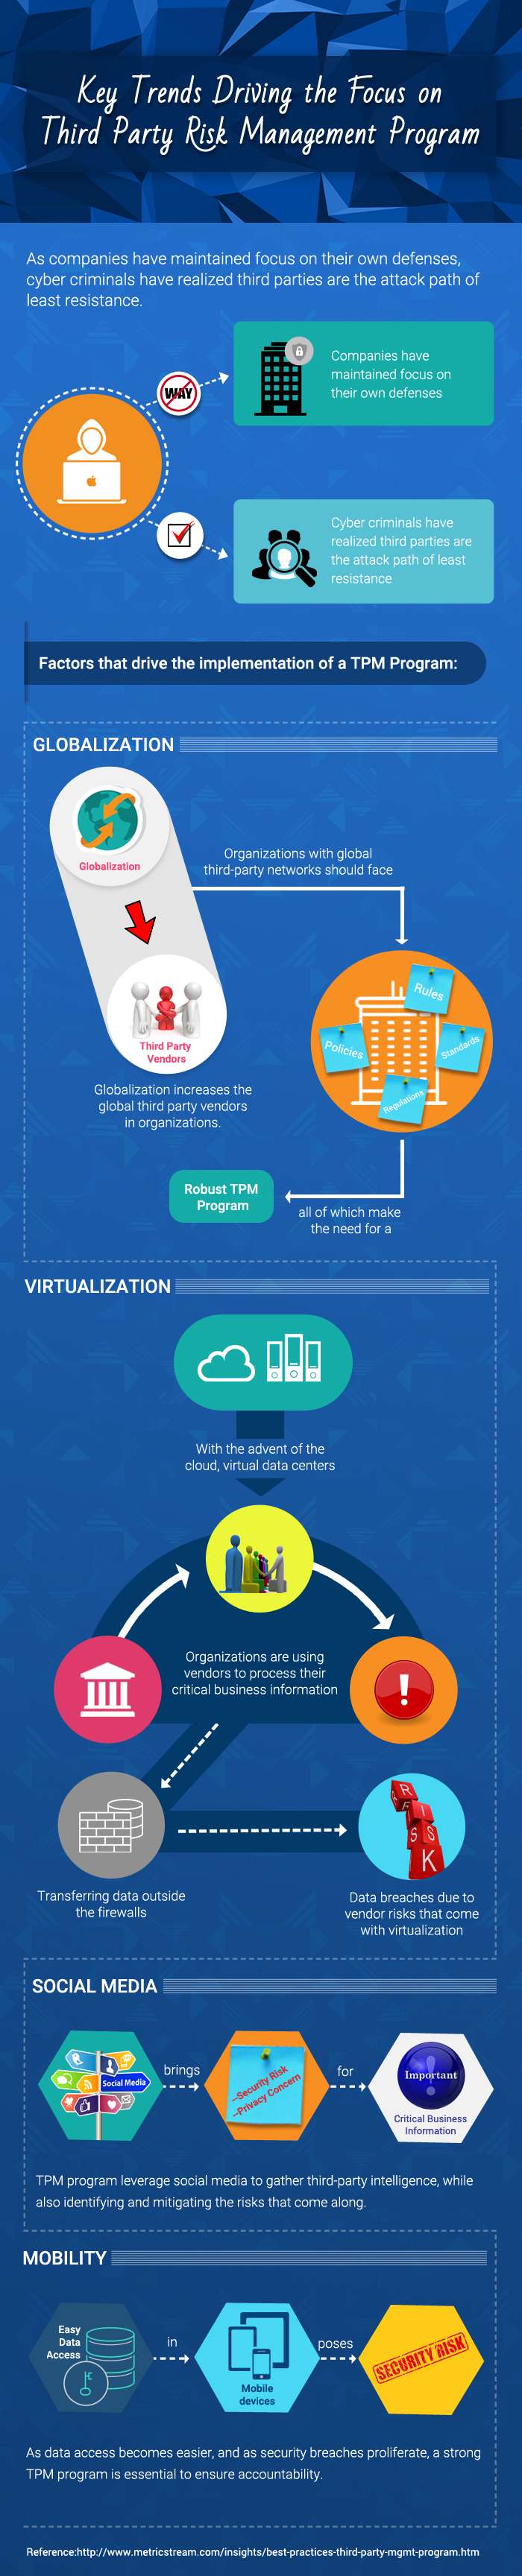 Key Trends Driving the Focus on
Third Party Risk Management Program
As companies have maintained focus on their own defenses,
cyber criminals have realized third parties are the attack path of
least resistance.
WAY
Companies have
maintained focus on
their own defenses
Cyber criminals have
realized third parties are
the attack path of least
resistance
Factors that drive the implementation of a TPM Program:
GLOBALIZATION
Globalization
Organizations with global
third-party networks should face
Rules
Policies
Standards
Regulations
Third Party
Vendors
Globalization increases the
global third party vendors
in organizations.
Robust TPM
Program
all of which make
the need for a
VIRTUALIZATION
With the advent of the
cloud, virtual data centers
Organizations are using
vendors to process their
critical business information
!
RISK
Transferring data outside
the firewalls
Data breaches due to
vendor risks that come
with virtualization
SOCIAL MEDIA
Social Media
brings
--Security Risk
--Privacy Concern
for
Important
Critical Business
Information
TPM program leverage social media to gather third-party intelligence, while
also identifying and mitigating the risks that come along.
MOBILITY
Easy
Data
Access
in
Mobile
devices
poses
SECURITY RISK
As data access becomes easier, and as security breaches proliferate, a strong
TPM program is essential to ensure accountability.
Reference:http://www.metricstream.com/insights/best-practices-third-party-mgmt-program.htm